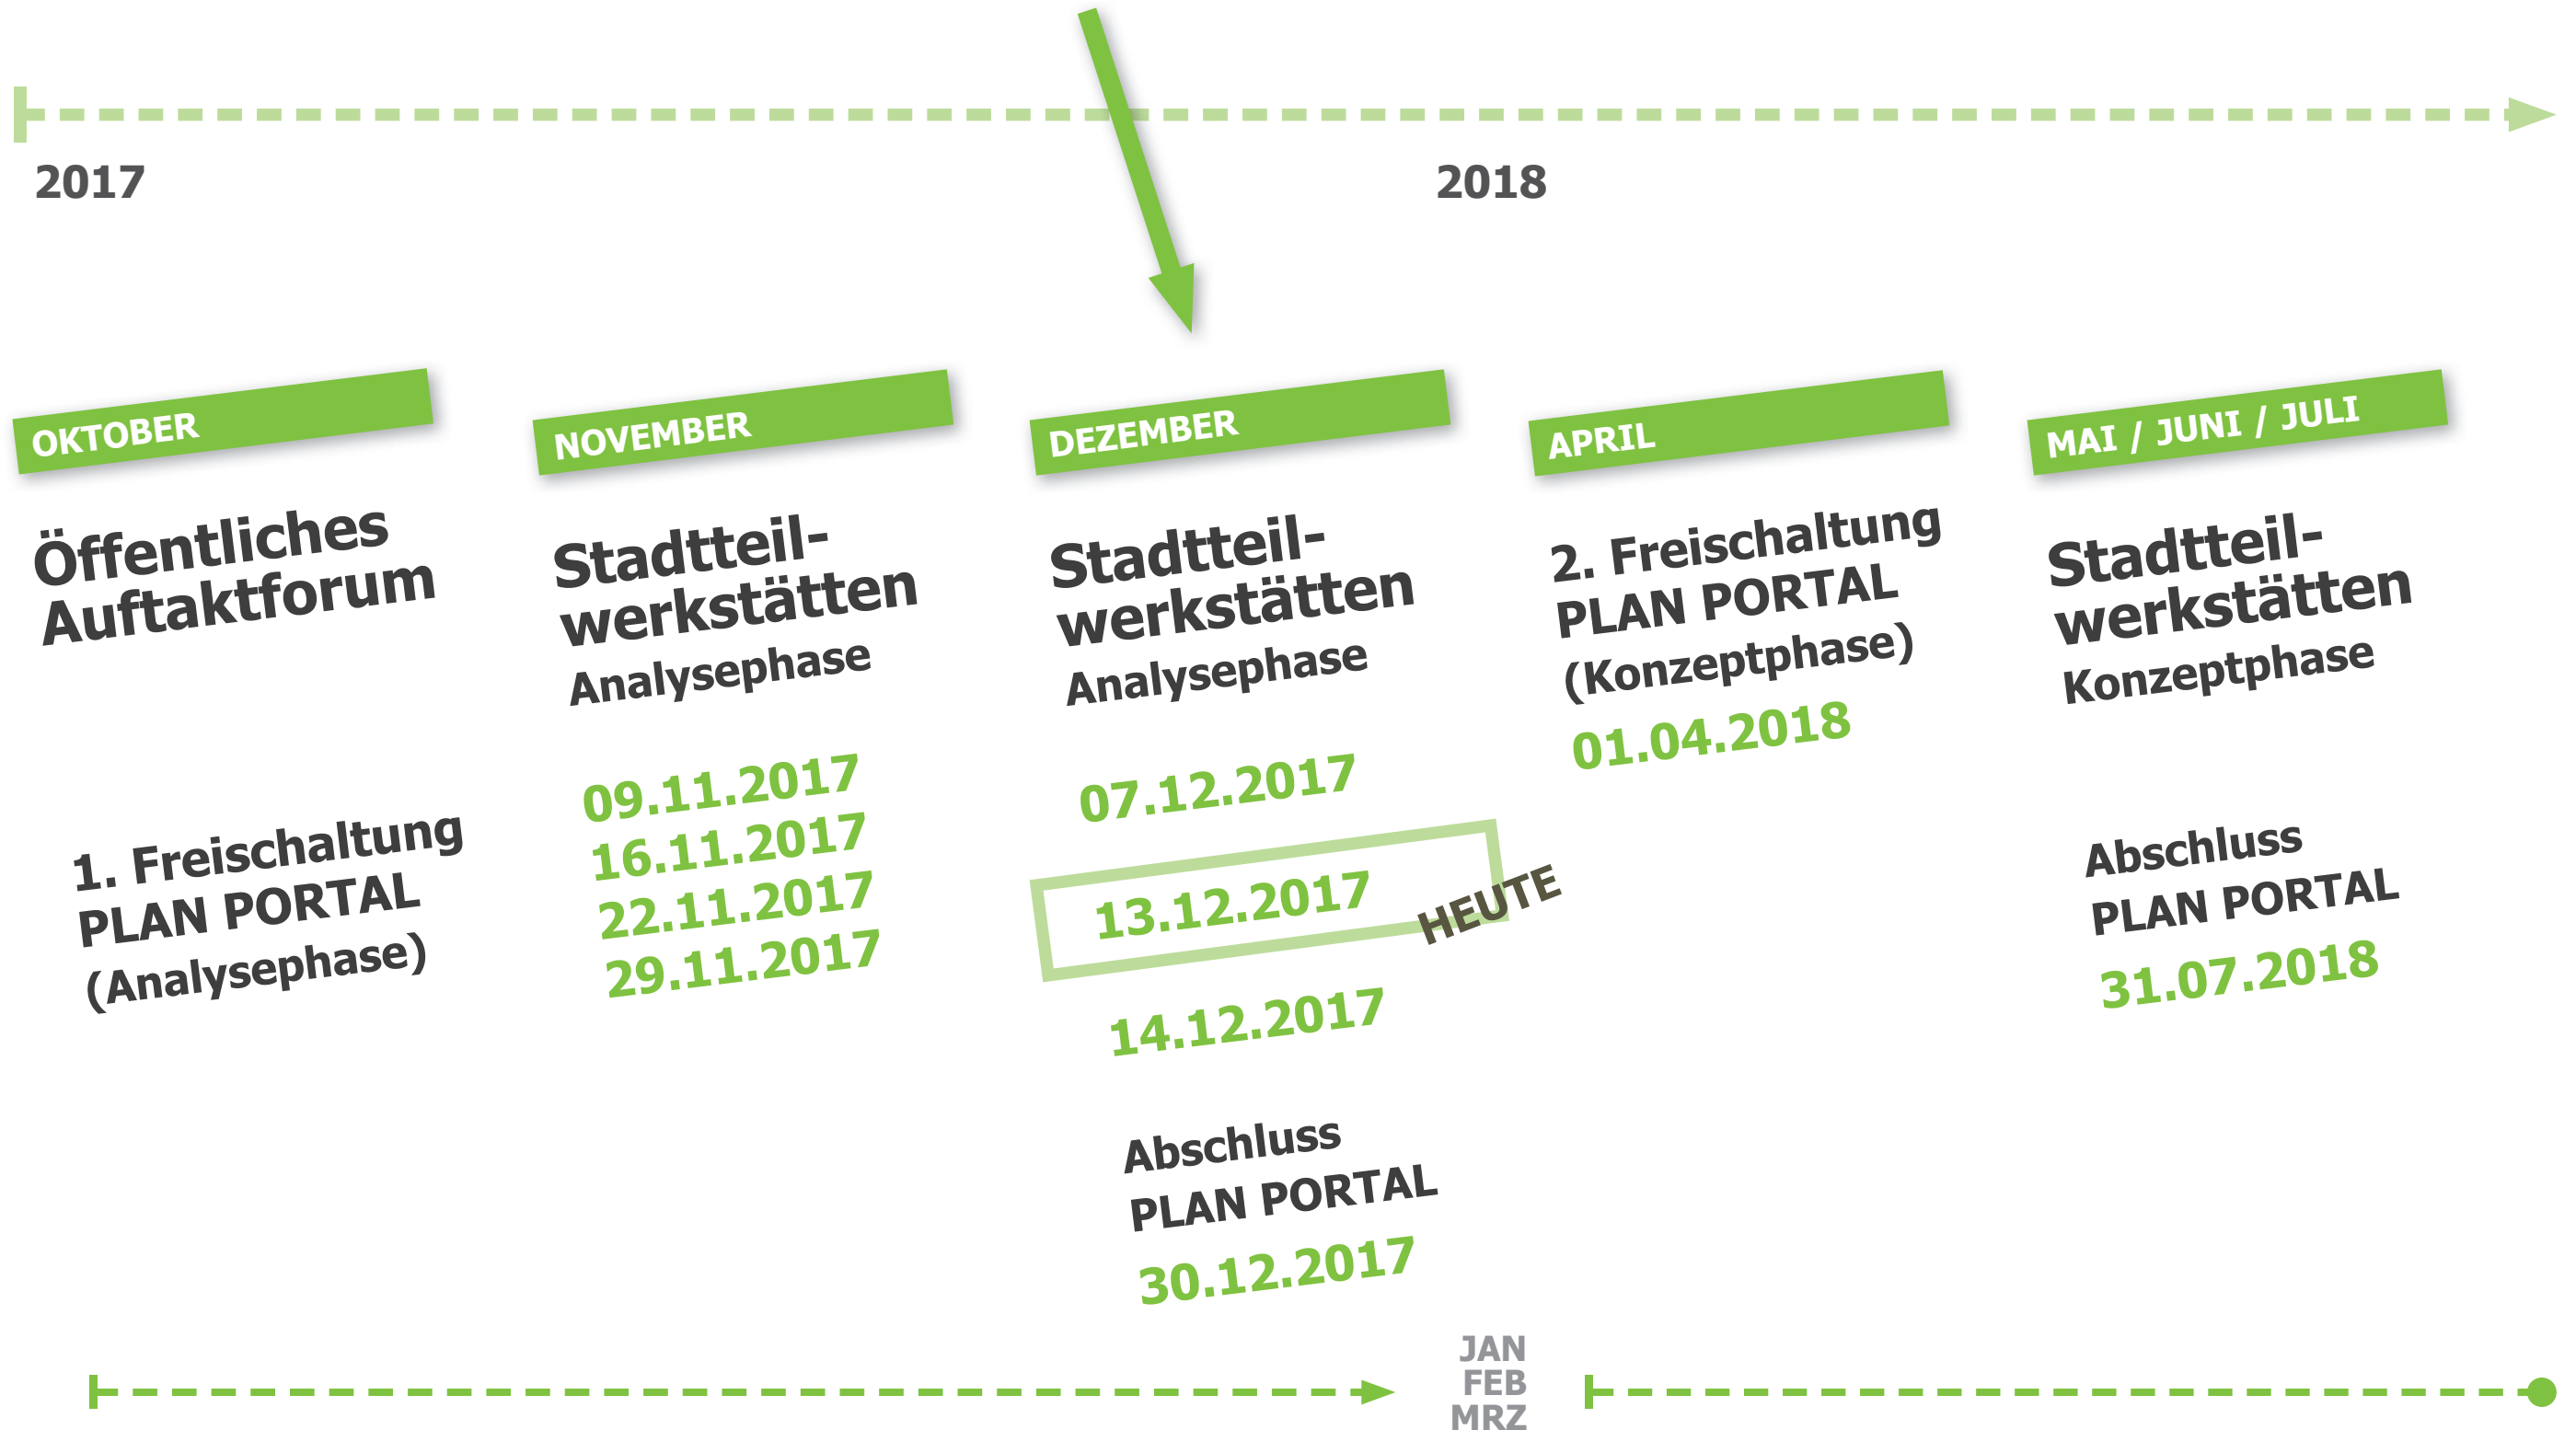 2017
2018
OKTOBER
Öffentliches
Auftaktforum
1. Freischaltung
PLAN PORTAL
(Analysephase)
NOVEMBER
Stadtteil-
werkstätten
Analysephase
09.11.2017
16.11.2017
22.11.2017
29.11.2017
DEZEMBER
Stadtteil-
werkstätten
Analysephase
07.12.2017
13.12.2017
HEUTE
14.12.2017
Abschluss
PLAN PORTAL
30.12.2017
JAN
FEB
MRZ
APRIL
2. Freischaltung
PLAN PORTAL
(Konzeptphase)
01.04.2018
MAI / JUNI / JULI
Stadtteil-
werkstätten
Konzeptphase
Abschluss
PLAN PORTAL
31.07.2018